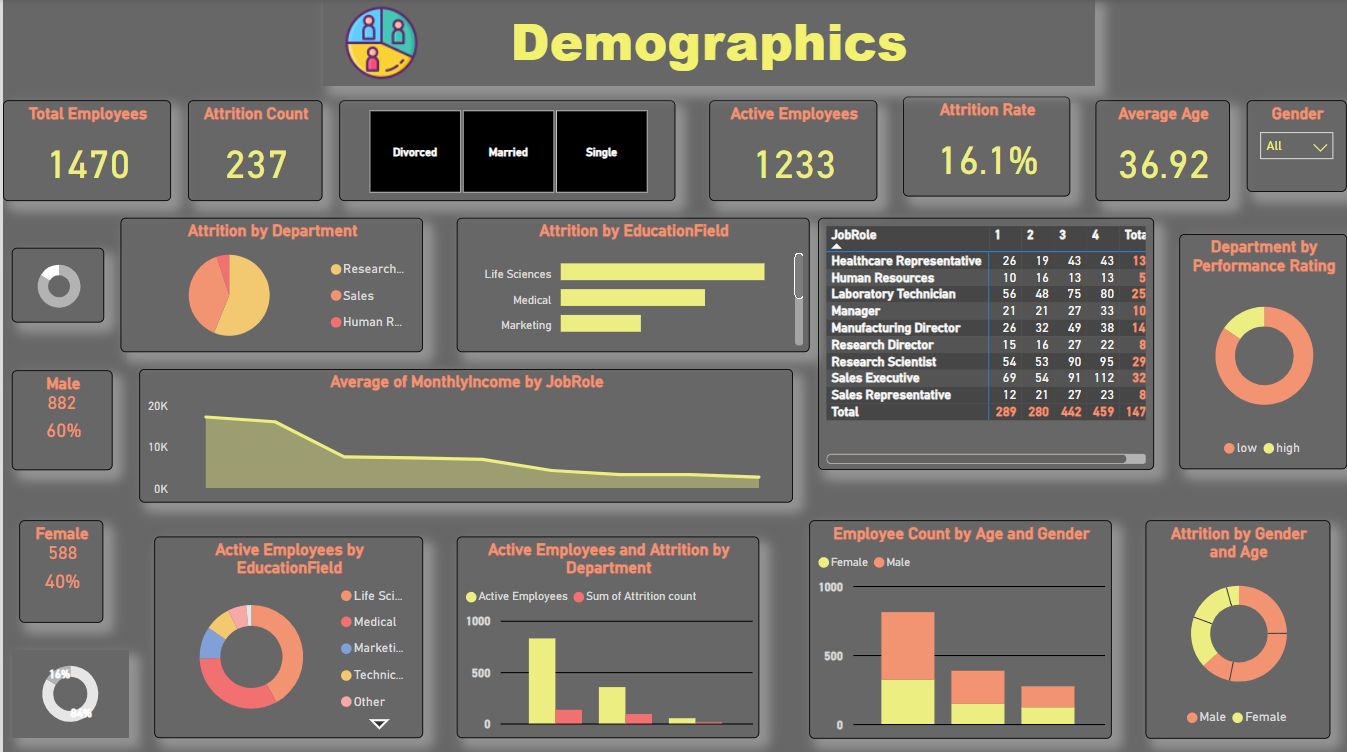 Demographics
Total Employees
1470
Attrition Count
237
Divorced
Married
Single
Active Employees
1233
Attrition Rate
16.1%
Average Age
36.92
Gender
All
Attrition by Department
Research...
Sales
Human R...
Attrition by EducationField
Life Sciences
Medical
Marketing
JobRole 1 2 3 4 Tota
Healthcare Representative 26 19 43 43 13
Human Resources 10 16 13 13 5
Laboratory Technician 56 48 75 80 25
Manager 21 21 27 33 10
Manufacturing Director 26 32 49 38 14
Research Director 15 16 27 22 8
Research Scientist 54 53 90 95 29
Sales Executive 69 54 91 112 32
Sales Representative 12 21 27 23 8
Total 289 280 442 459 147
Department by
Performance Rating
low high
Male
882
60%
Average of MonthlyIncome by JobRole
20K
10K
0K
Female
588
40%
16%
84%
Active Employees by
EducationField
Life Sci...
Medical
Marketi...
Technic...
Other
Active Employees and Attrition by
Department
Active Employees Sum of Attrition count
1000
500
0
Employee Count by Age and Gender
Female Male
1000
500
0
Attrition by Gender
and Age
Male Female